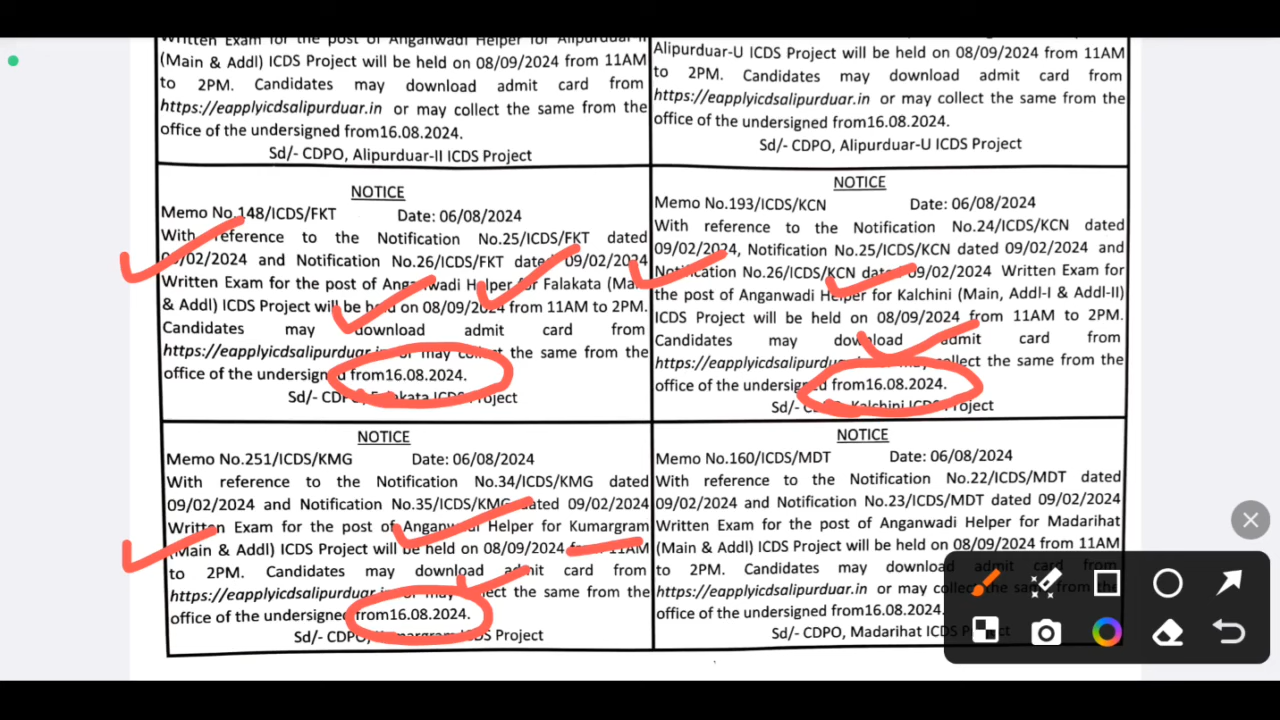 Written Exam for the post of Anganwadi Helper for Alipurduar-II
(Main & Addl) ICDS Project will be held on 08/09/2024 from 11AM
to 2PM. Candidates may download admit card from
https://eapplyicdsalipurduar.in or may collect the same from the
office of the undersigned from16.08.2024.
Sd/- CDPO, Alipurduar-II ICDS Project
Alipurduar-U ICDS Project will be held on 08/09/2024 from 11AM
to 2PM. Candidates may download admit card from
https://eapplyicdsalipurduar.in or may collect the same from the
office of the undersigned from16.08.2024.
Sd/- CDPO, Alipurduar-U ICDS Project
NOTICE
Memo No.148/ICDS/FKT Date: 06/08/2024
With reference to the Notification No.25/ICDS/FKT dated
09/02/2024 and Notification No.26/ICDS/FKT dated 09/02/2024
Written Exam for the post of Anganwadi Helper for Falakata (Main
& Addl) ICDS Project will be held on 08/09/2024 from 11AM to 2PM.
Candidates may download admit card from
https://eapplyicdsalipurduar.in or may collect the same from the
office of the undersigned from16.08.2024.
Sd/- CDPO, Falakata ICDS Project
NOTICE
Memo No.193/ICDS/KCN Date: 06/08/2024
With reference to the Notification No.24/ICDS/KCN dated
09/02/2024, Notification No.25/ICDS/KCN dated 09/02/2024 and
Notification No.26/ICDS/KCN dated 09/02/2024 Written Exam for
the post of Anganwadi Helper for Kalchini (Main, Addl-I & Addl-II)
ICDS Project will be held on 08/09/2024 from 11AM to 2PM.
Candidates may download admit card from
https://eapplyicdsalipurduar.in or may collect the same from the
office of the undersigned from16.08.2024.
Sd/- CDPO, Kalchini ICDS Project
NOTICE
Memo No.251/ICDS/KMG Date: 06/08/2024
With reference to the Notification No.34/ICDS/KMG dated
09/02/2024 and Notification No.35/ICDS/KMG dated 09/02/2024
Written Exam for the post of Anganwadi Helper for Kumargram
(Main & Addl) ICDS Project will be held on 08/09/2024 from 11AM
to 2PM. Candidates may download admit card from
https://eapplyicdsalipurduar.in or may collect the same from the
office of the undersigned from16.08.2024.
Sd/- CDPO, Kumargram ICDS Project
NOTICE
Memo No.160/ICDS/MDT Date: 06/08/2024
With reference to the Notification No.22/ICDS/MDT dated
09/02/2024 and Notification No.23/ICDS/MDT dated 09/02/2024
Written Exam for the post of Anganwadi Helper for Madarihat
(Main & Addl) ICDS Project will be held on 08/09/2024 from 11AM
to 2PM. Candidates may download admit card from
https://eapplyicdsalipurduar.in or may collect the same from the
office of the undersigned from16.08.2024.
Sd/- CDPO, Madarihat ICDS Project